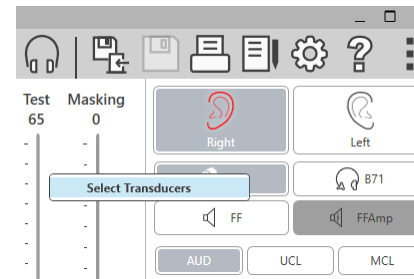 Test Masking
65 0
Right Left
Select Transducers
B71
FF FFAmp
AUD UCL MCL